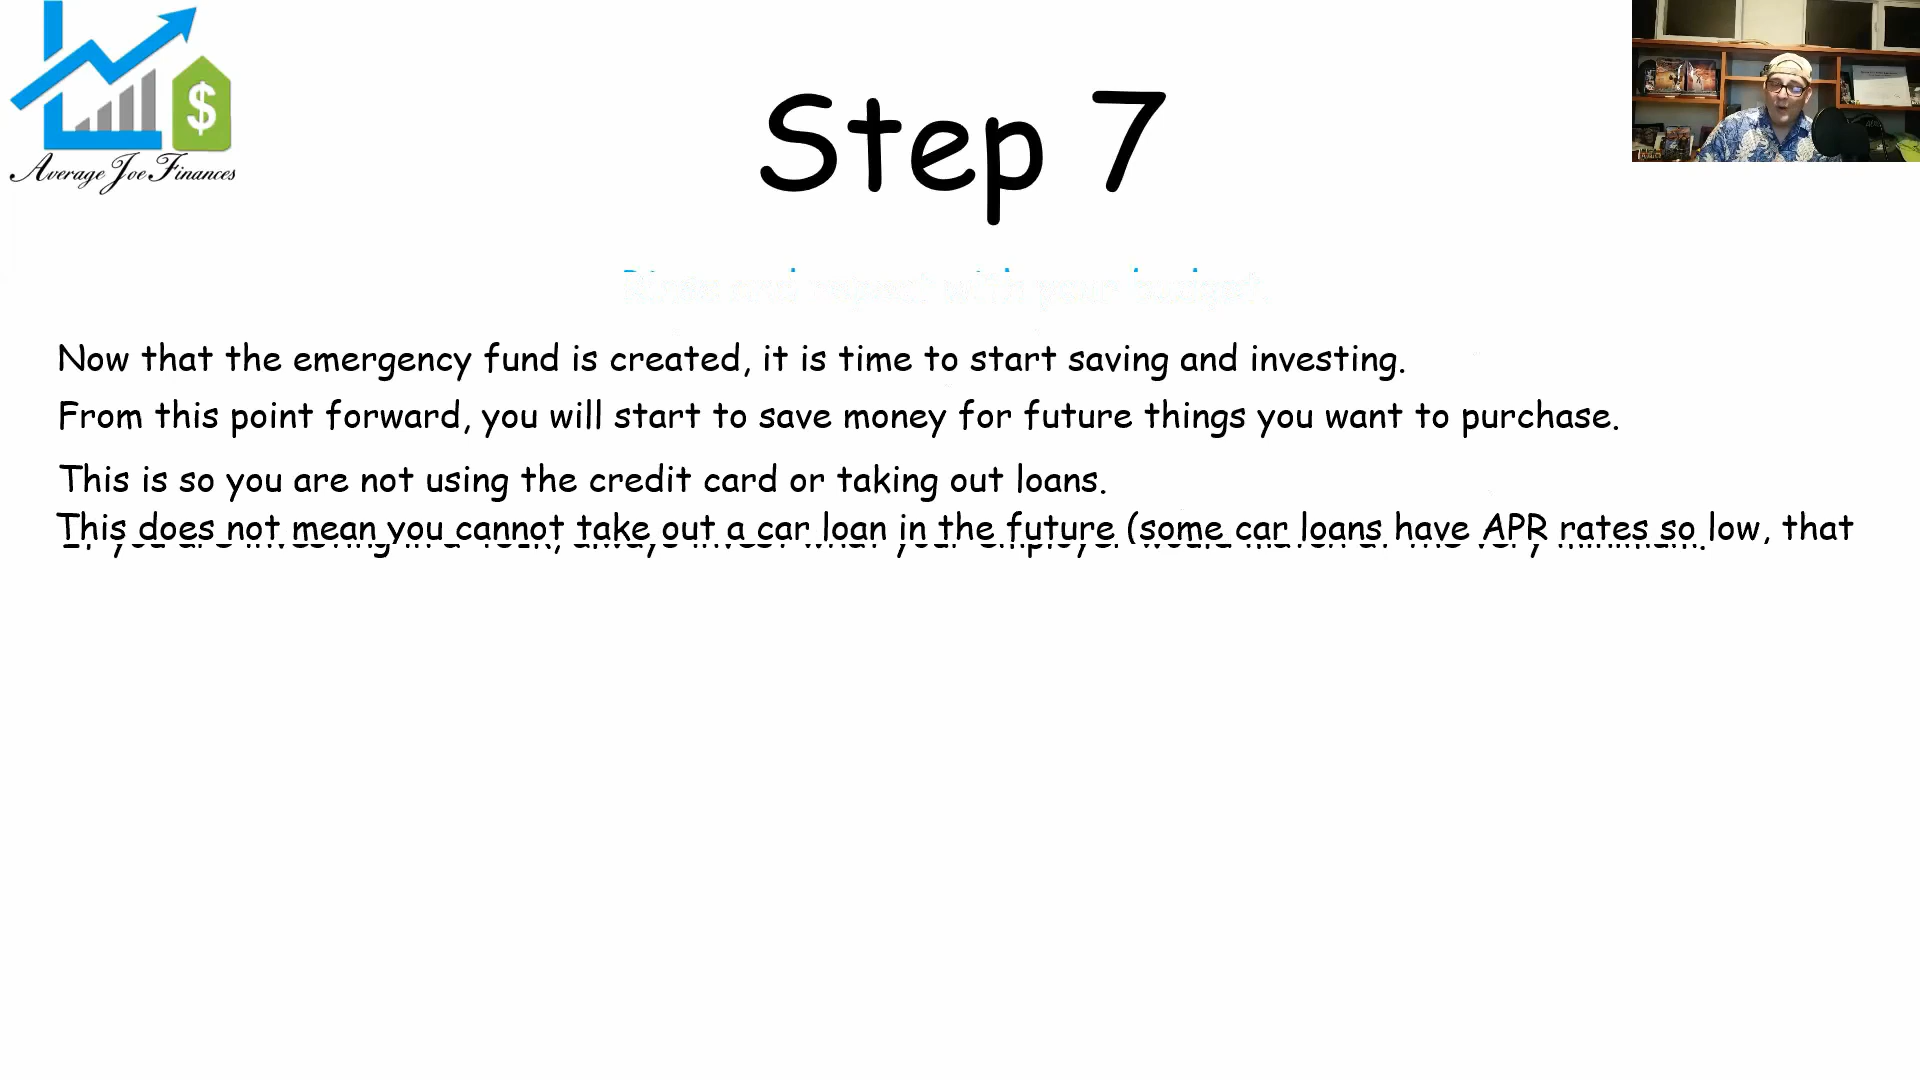 Average Joe Finances
Step 7
Now that the emergency fund is created, it is time to start saving and investing.
From this point forward, you will start to save money for future things you want to purchase.
This is so you are not using the credit card or taking out loans.
This does not mean you cannot take out a car loan in the future (some car loans have APR rates so low, that